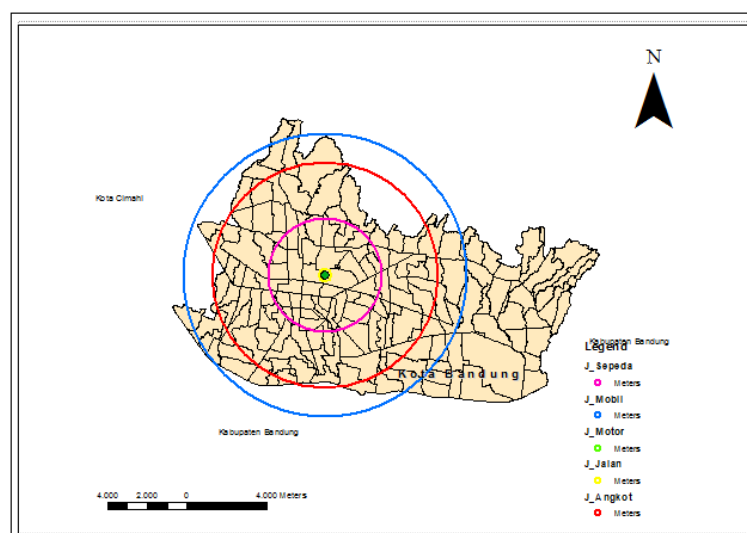 N
Kota Cimahi
Kabupaten Bandung
Legend
J_Sepeda
Meters
J_Mobil
Meters
J_Motor
Meters
J_Jalan
Meters
J_Angkot
Meters
Kota Bandung
Kabupaten Bandung
4.000 2.000 0 4.000 Meters